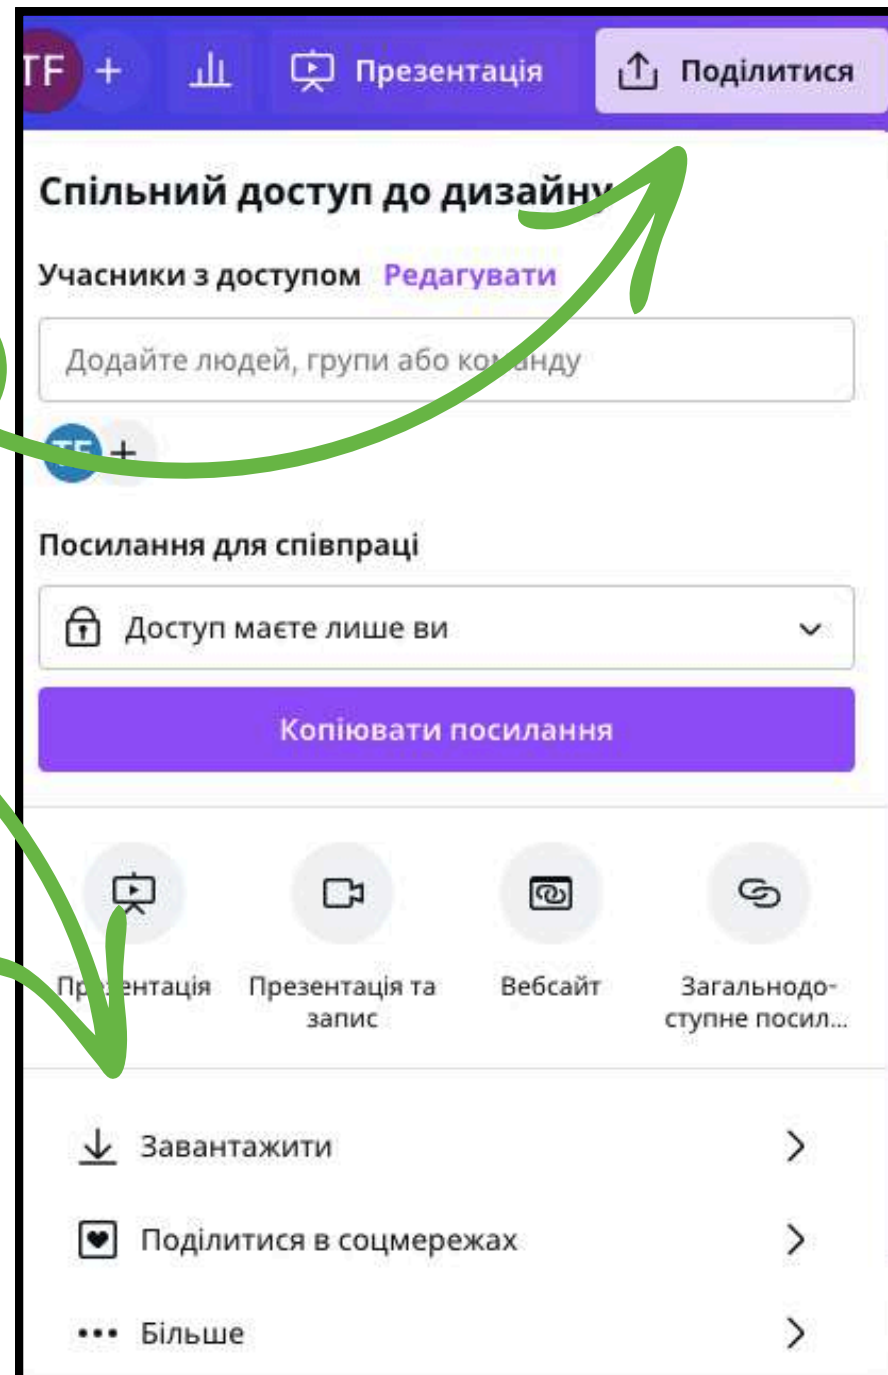 TF + Презентація Поділитися
Спільний доступ до дизайну
Учасники з доступом Редагувати
Додайте людей, групи або команду
TF +
Посилання для співпраці
Доступ маєте лише ви
Копіювати посилання
Презентація Презентація та запис Вебсайт Загальнодо-ступне посил...
Завантажити
Поділитися в соцмережах
Більше